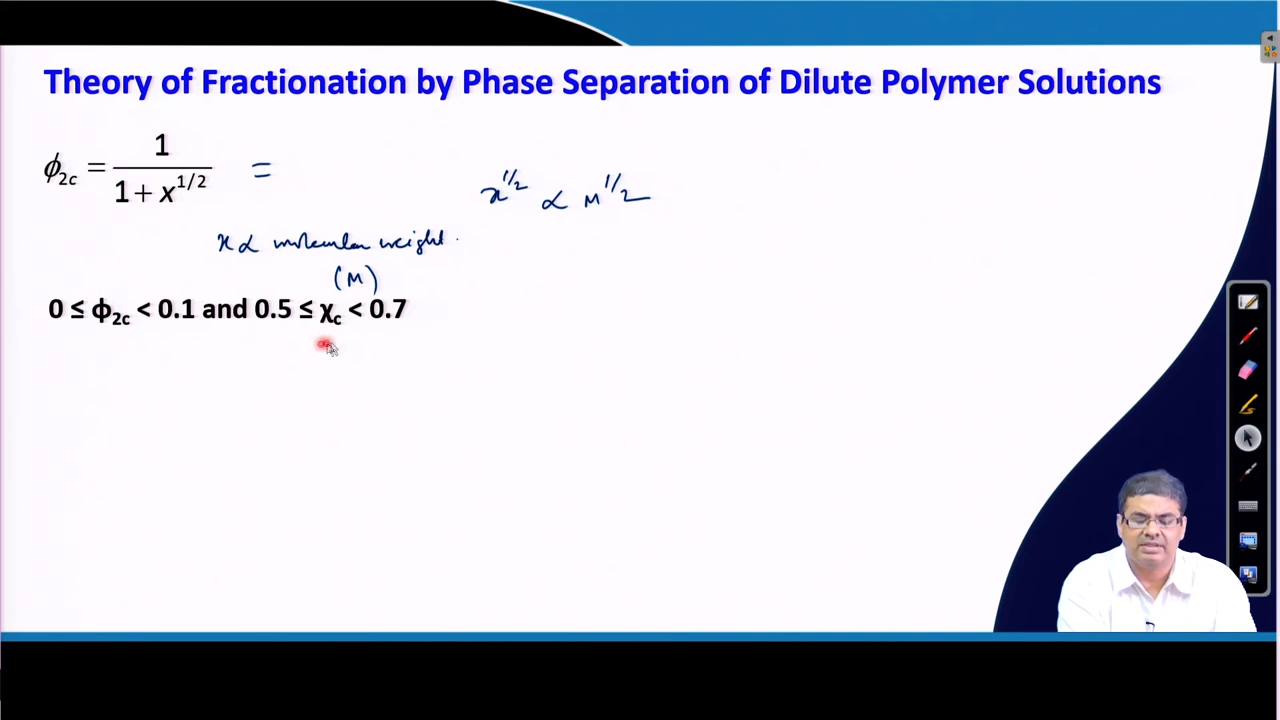 Theory of Fractionation by Phase Separation of Dilute Polymer Solutions
ϕ₂c = 1 / (1 + x^1/2) =
x^1/2 ∝ M^1/2
x ∝ molecular weight.
(M)
0 ≤ ϕ₂c < 0.1 and 0.5 ≤ χc < 0.7